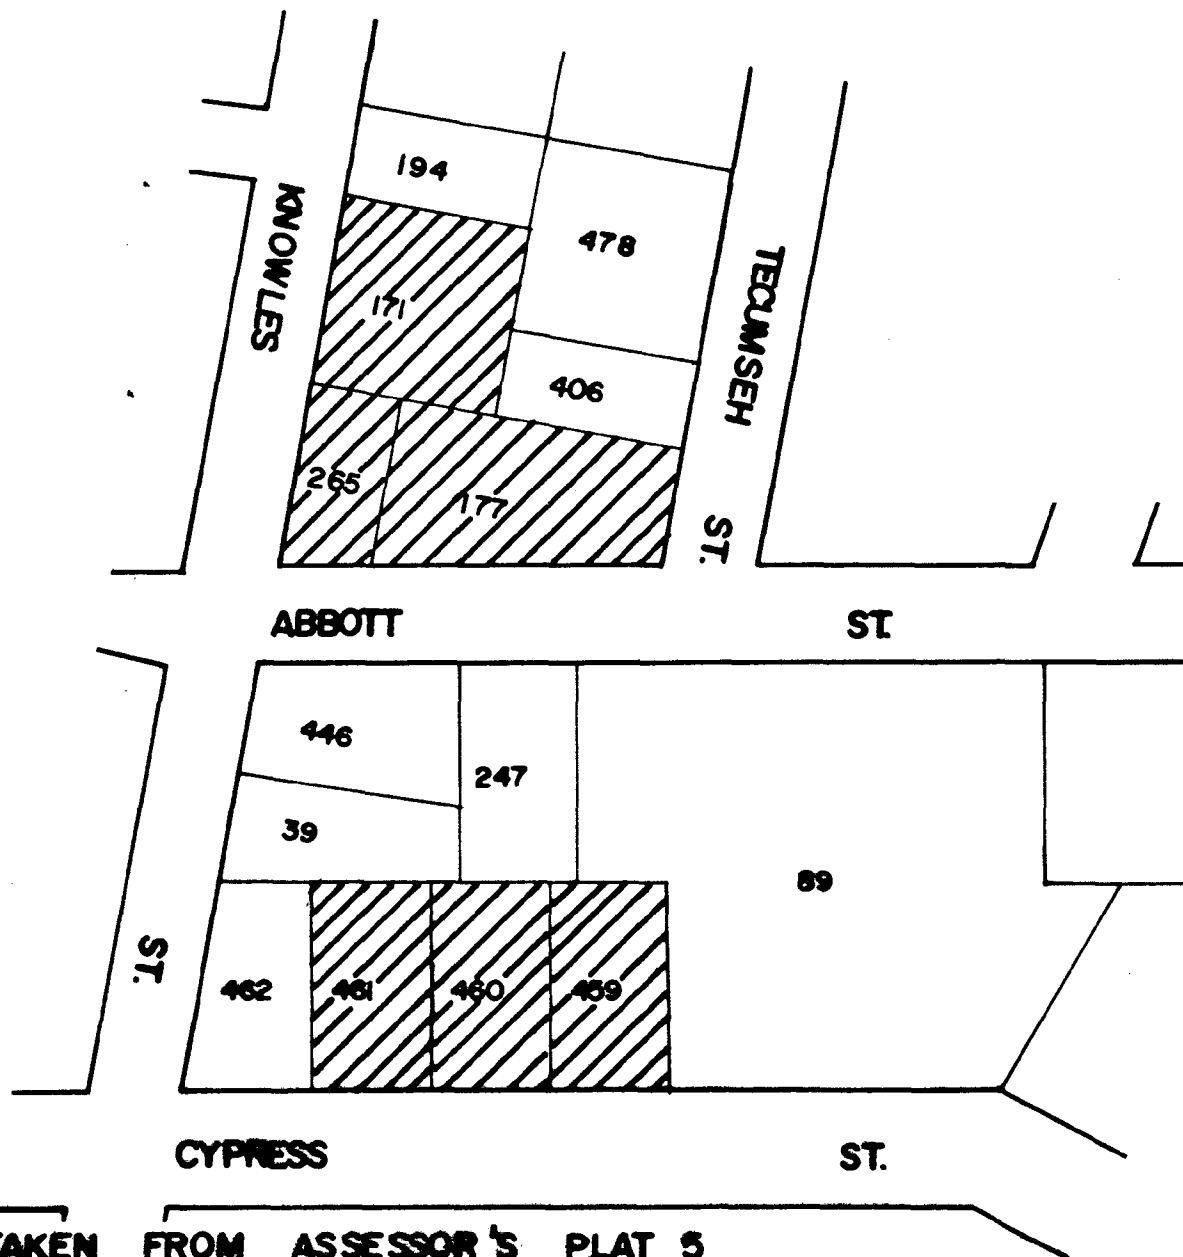 194
KNOWLES
478
TECUMSEH
171
406
265
177
ST.
ABBOTT ST.
446
247
39
89
ST.
462 461 460 459
CYPRESS ST.
TAKEN FROM ASSESSOR'S PLAT 5